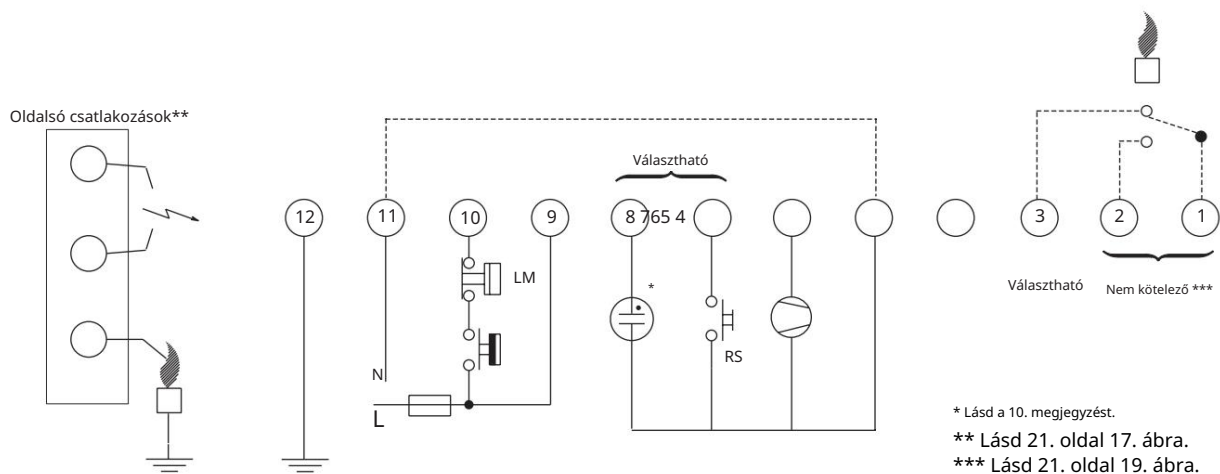 Oldalsó csatlakozások**
Választható
12
11
10
9
8 765 4
3
2
1
LM
*
RS
Választható
Nem kötelező ***
N
L
* Lásd a 10. megjegyzést.
** Lásd 21. oldal 17. ábra.
*** Lásd 21. oldal 19. ábra.